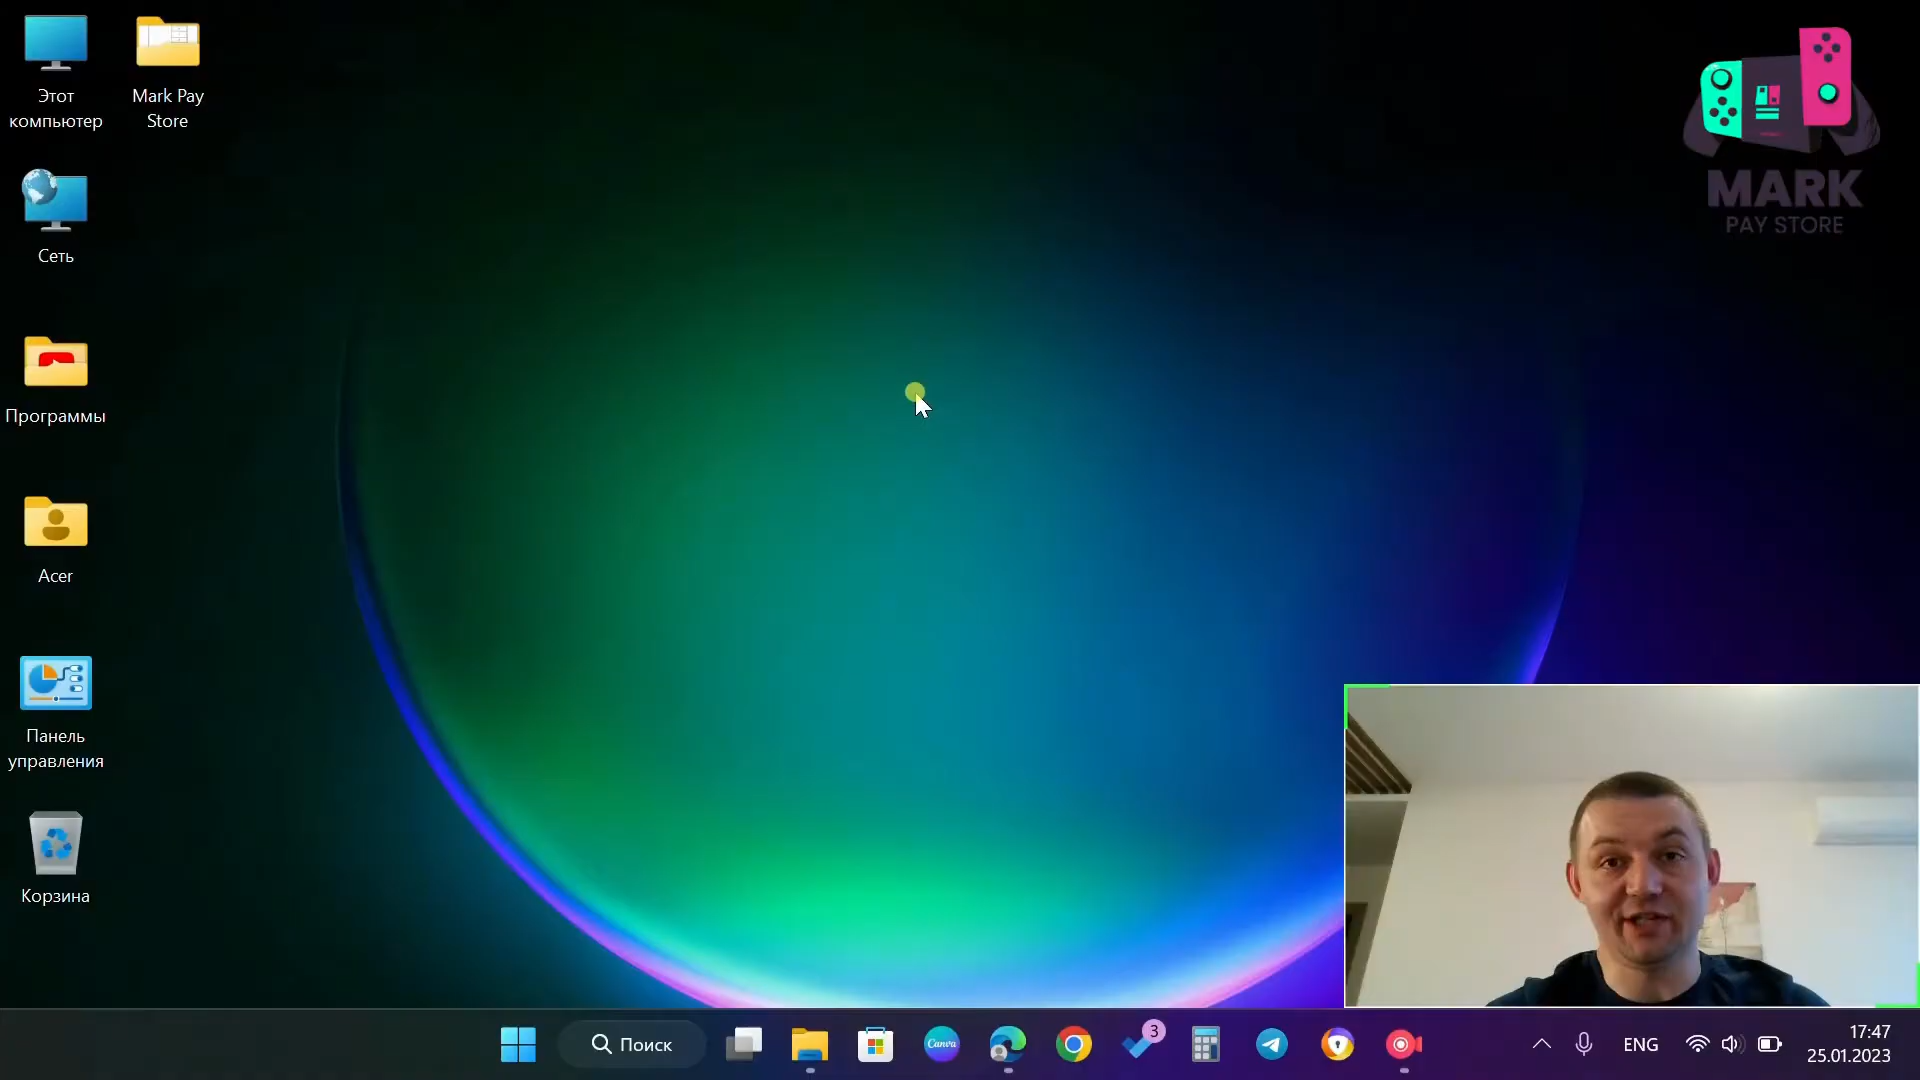 Этот
компьютер
Mark Pay
Store
MARK
PAY STORE
Сеть
Программы
Acer
Панель
управления
Корзина
Поиск
Canva
3
ENG
17:47
25.01.2023